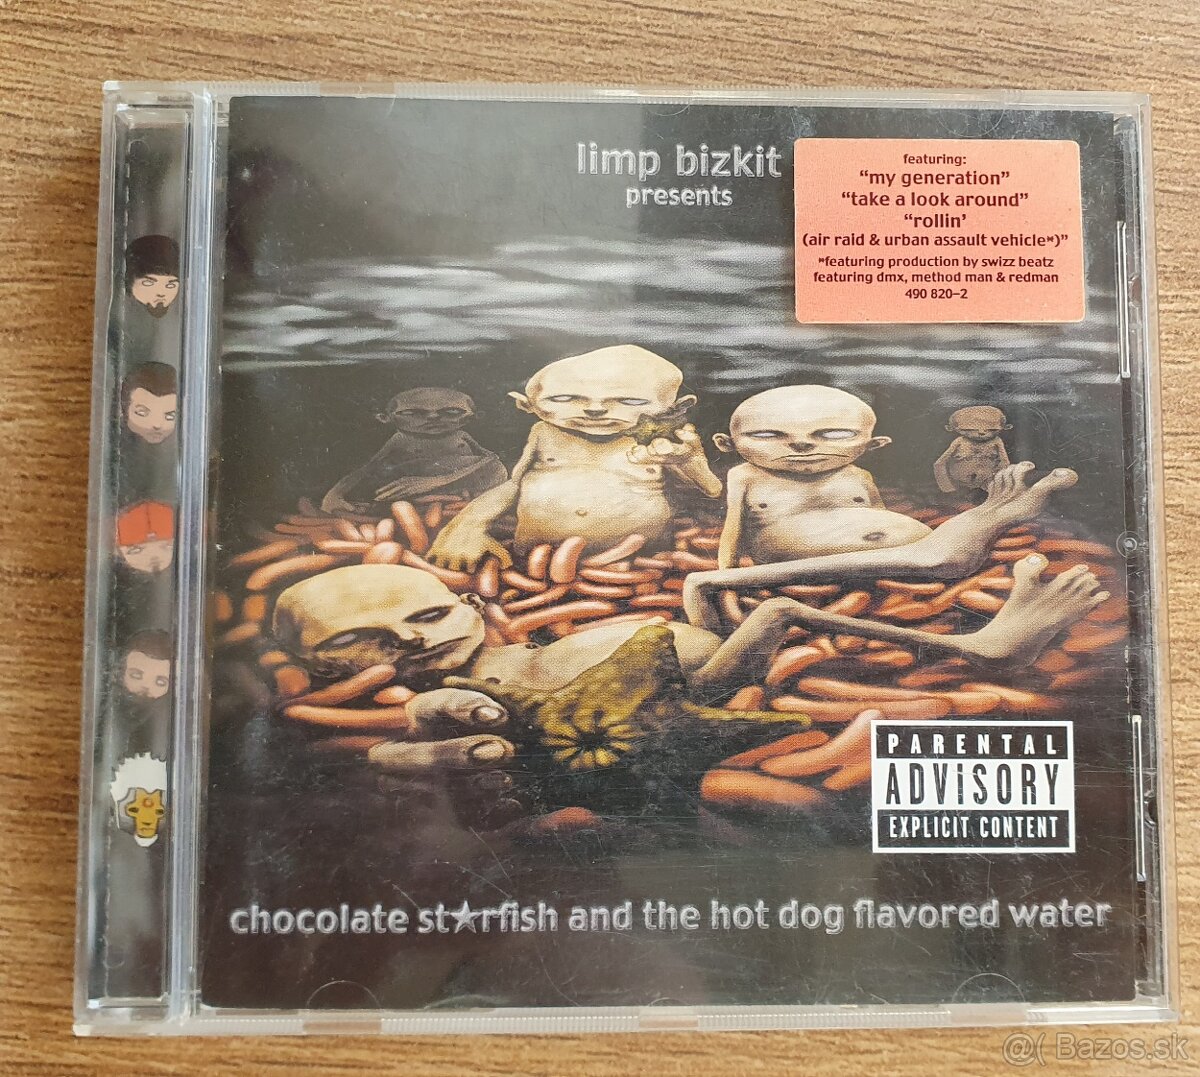 limp bizkit
presents
featuring:
“my generation”
“take a look around”
“rollin’
(air raid & urban assault vehicle*)”
*featuring production by swizz beatz
featuring dmx, method man & redman
490 820–2
PARENTAL
ADVISORY
EXPLICIT CONTENT
chocolate st★rfish and the hot dog flavored water
@( Bazos.sk